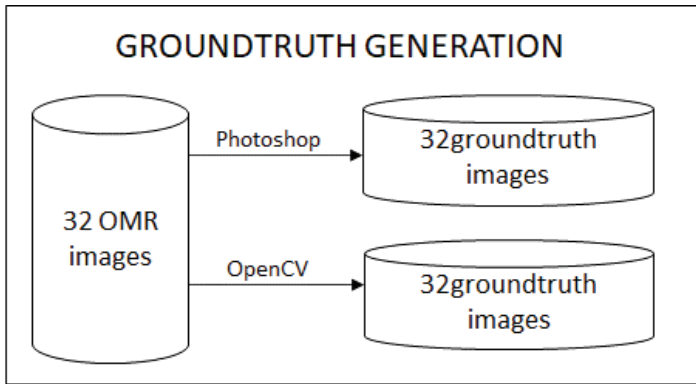 GROUNDTRUTH GENERATION
32 OMR
images
Photoshop
32groundtruth
images
OpenCV
32groundtruth
images